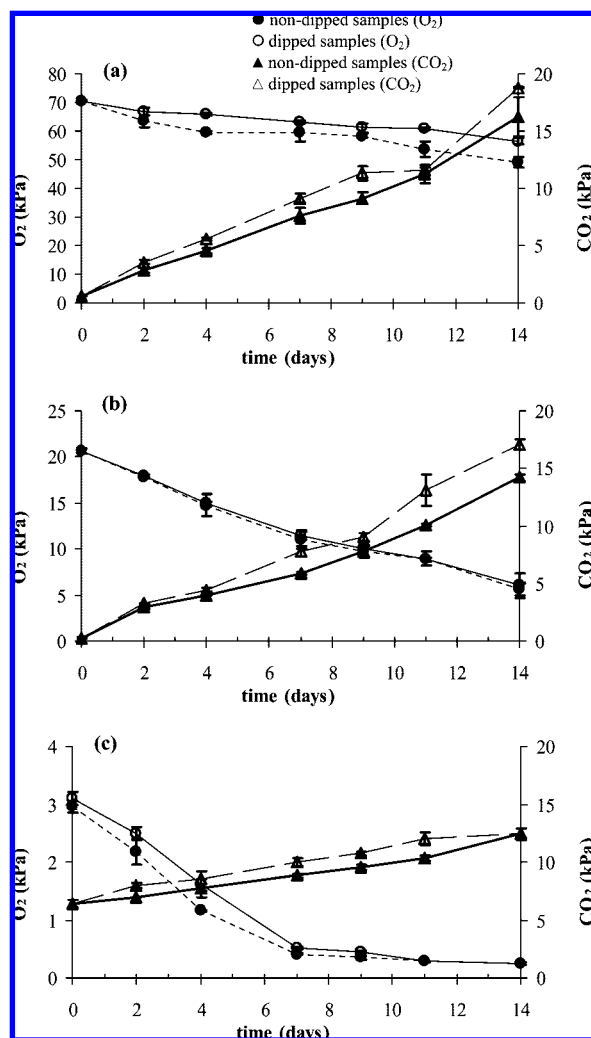 non-dipped samples (O₂)
dipped samples (O₂)
non-dipped samples (CO₂)
dipped samples (CO₂)
(a)
80
70
60
50
40
30
20
10
0
O₂ (kPa)
20
15
10
5
0
CO₂ (kPa)
0 2 4 6 8 10 12 14
time (days)
(b)
25
20
15
10
5
0
O₂ (kPa)
20
15
10
5
0
CO₂ (kPa)
0 2 4 6 8 10 12 14
time (days)
(c)
4
3
2
1
0
O₂ (kPa)
20
15
10
5
0
CO₂ (kPa)
0 2 4 6 8 10 12 14
time (days)